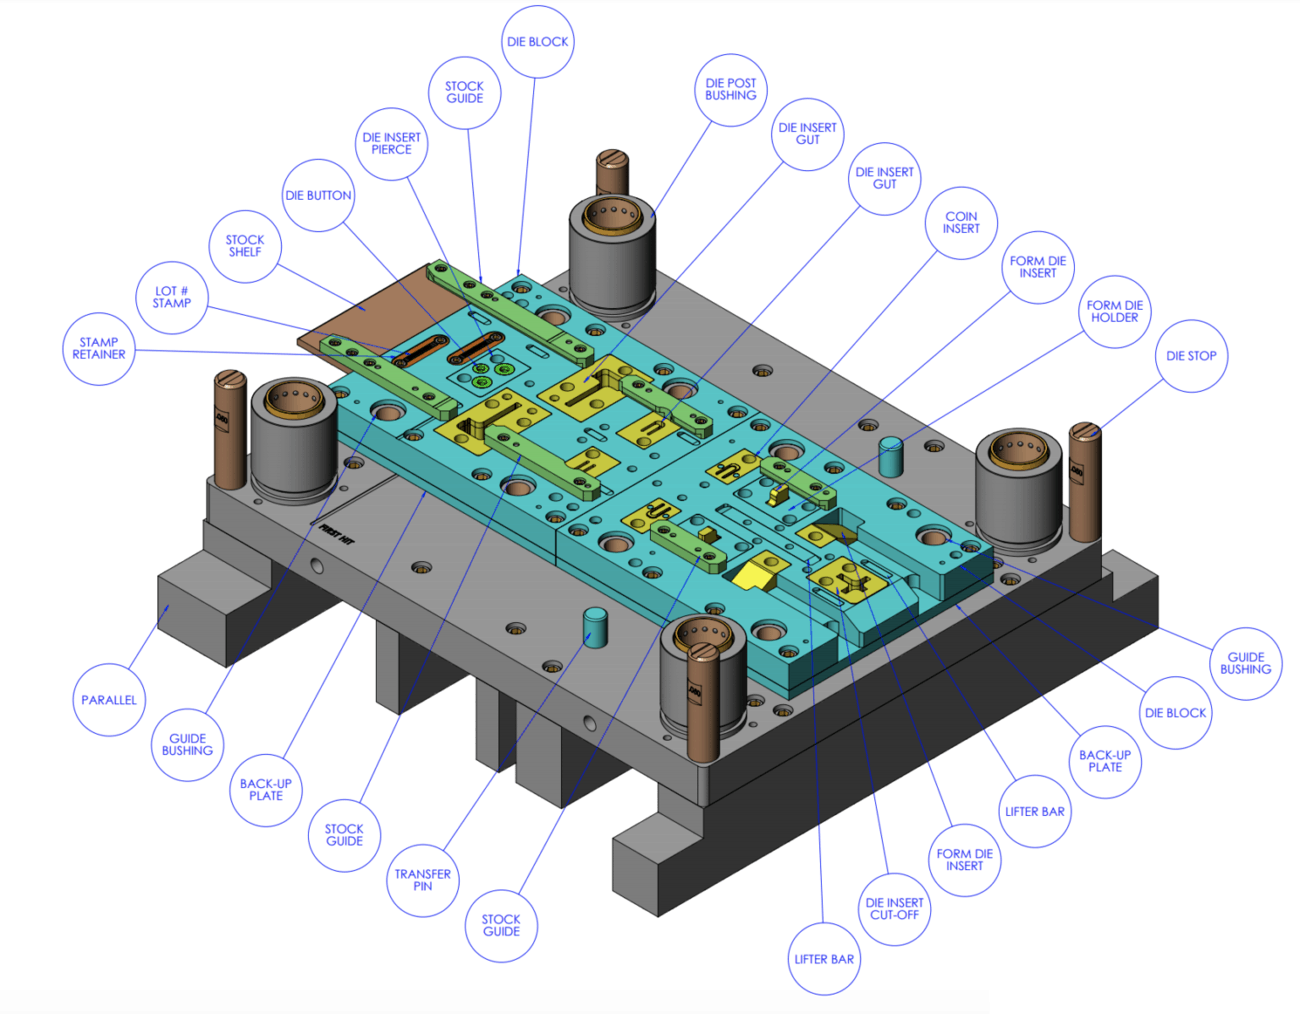 DIE BLOCK
STOCK
GUIDE
DIE POST
BUSHING
DIE INSERT
PIERCE
DIE INSERT
GUT
DIE BUTTON
DIE INSERT
GUT
STOCK
SHELF
COIN
INSERT
LOT #
STAMP
FORM DIE
INSERT
STAMP
RETAINER
FORM DIE
HOLDER
DIE STOP
.080
.080
FIRST HIT
.080
PARALLEL
GUIDE
BUSHING
BACK-UP
PLATE
STOCK
GUIDE
TRANSFER
PIN
STOCK
GUIDE
LIFTER BAR
DIE INSERT
CUT-OFF
FORM DIE
INSERT
LIFTER BAR
BACK-UP
PLATE
DIE BLOCK
GUIDE
BUSHING